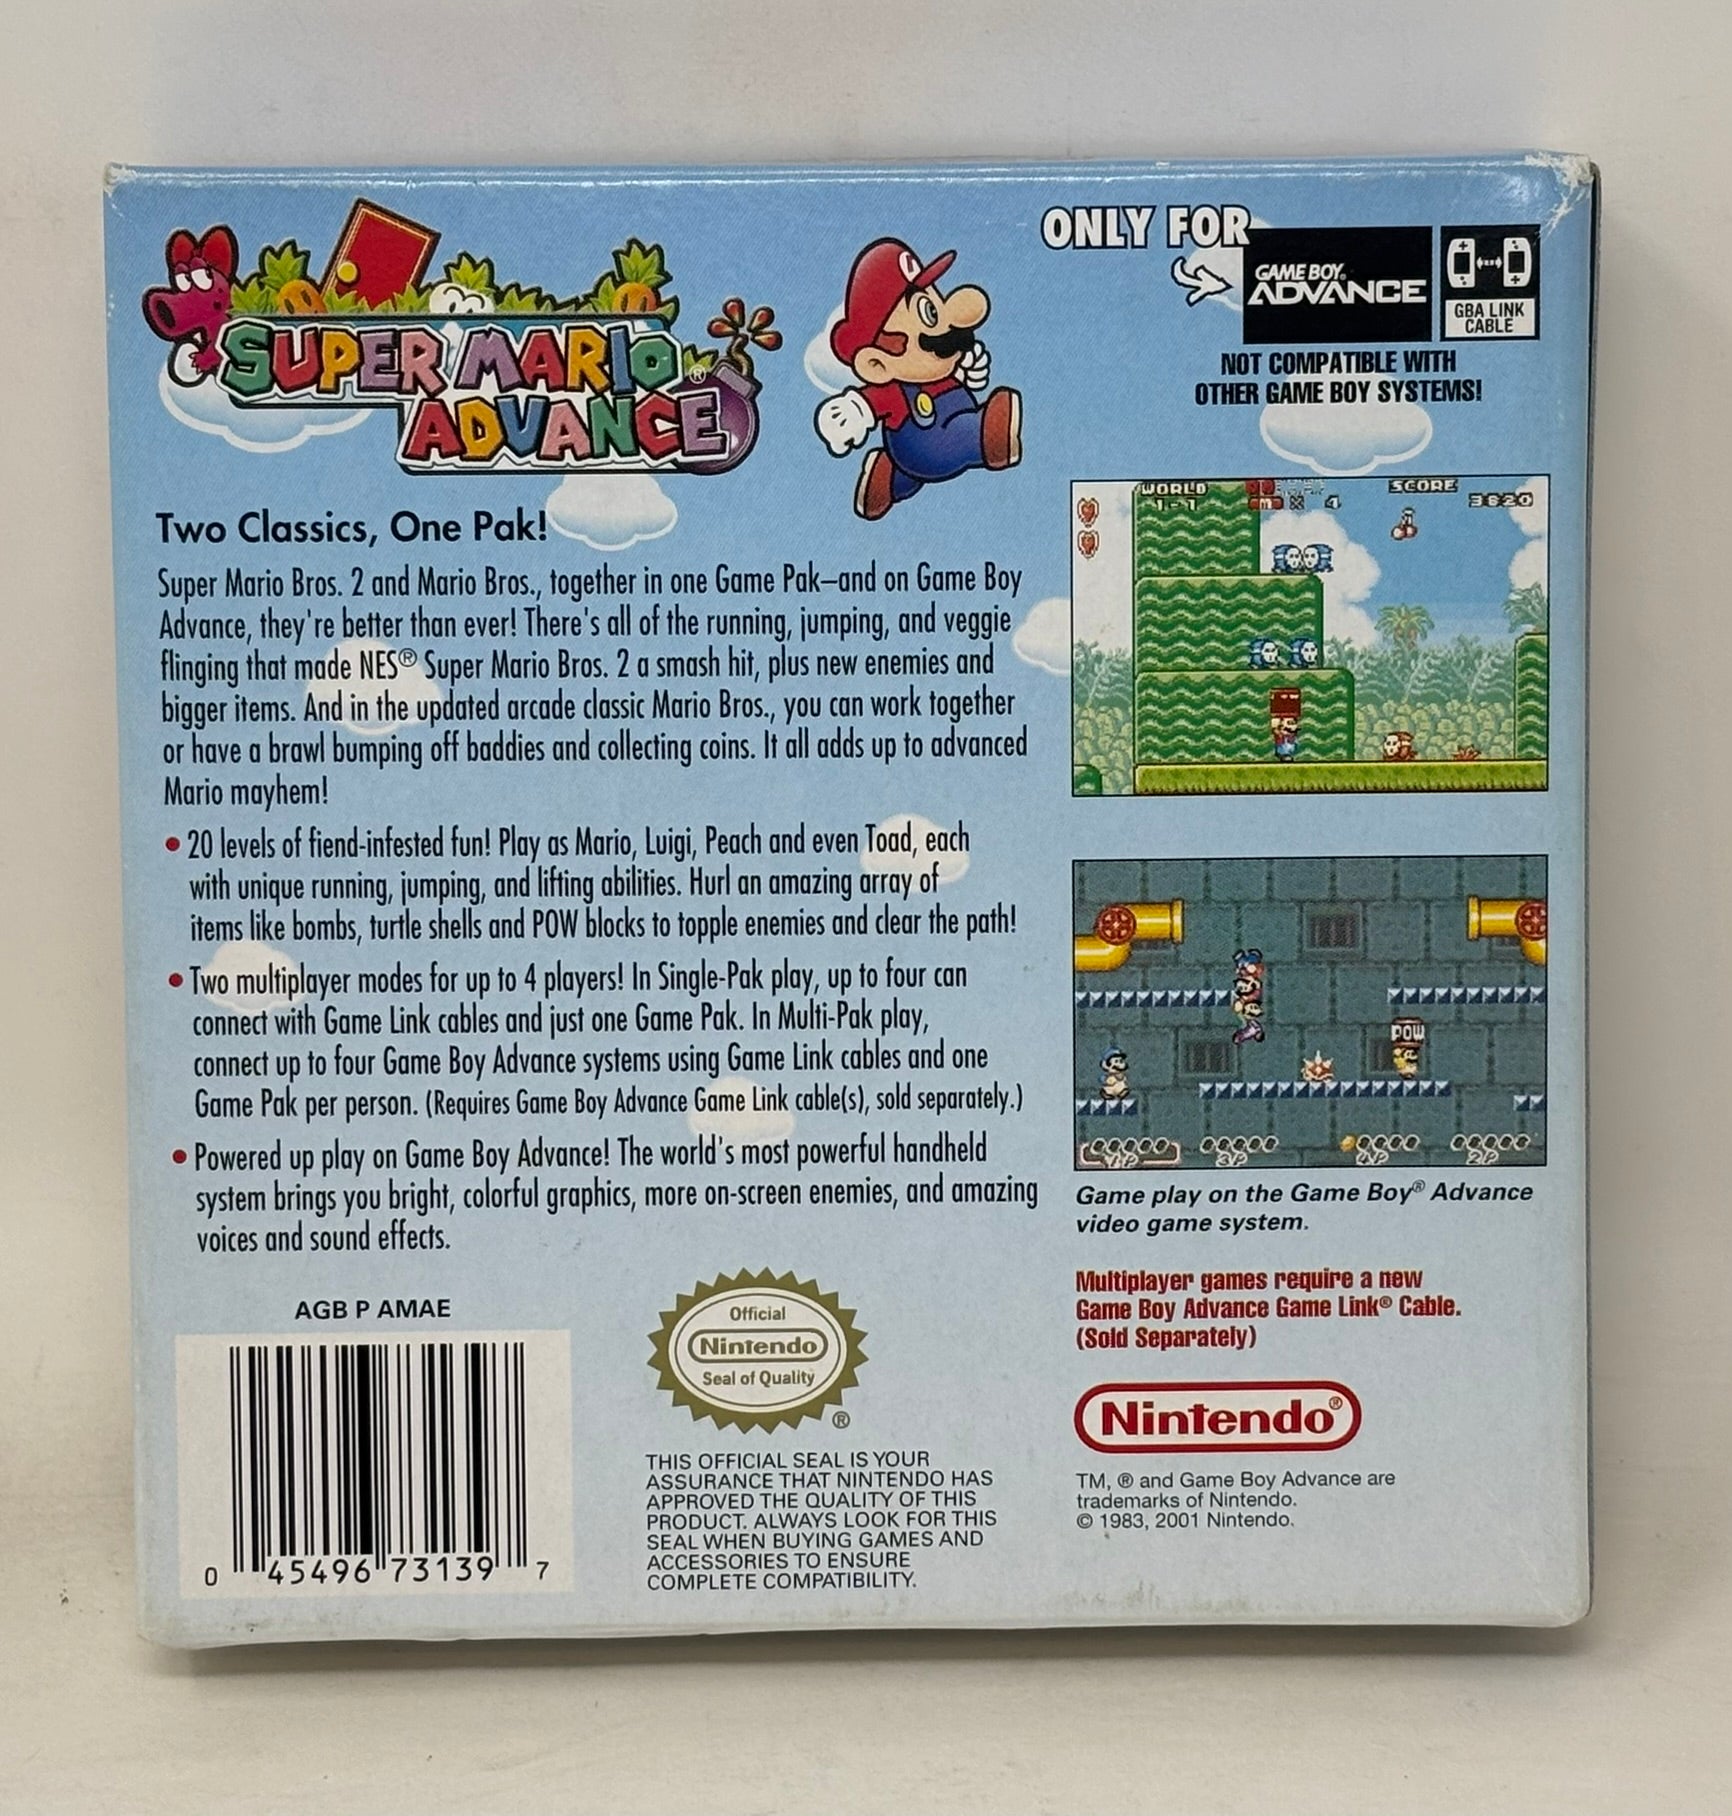 SUPER MARIO®
ADVANCE
Two Classics, One Pak!
Super Mario Bros. 2 and Mario Bros., together in one Game Pak–and on Game Boy
Advance, they're better than ever! There's all of the running, jumping, and veggie
flinging that made NES® Super Mario Bros. 2 a smash hit, plus new enemies and
bigger items. And in the updated arcade classic Mario Bros., you can work together
or have a brawl bumping off baddies and collecting coins. It all adds up to advanced
Mario mayhem!
• 20 levels of fiend-infested fun! Play as Mario, Luigi, Peach and even Toad, each
with unique running, jumping, and lifting abilities. Hurl an amazing array of
items like bombs, turtle shells and POW blocks to topple enemies and clear the path!
• Two multiplayer modes for up to 4 players! In Single-Pak play, up to four can
connect with Game Link cables and just one Game Pak. In Multi-Pak play,
connect up to four Game Boy Advance systems using Game Link cables and one
Game Pak per person. (Requires Game Boy Advance Game Link cable(s), sold separately.)
• Powered up play on Game Boy Advance! The world's most powerful handheld
system brings you bright, colorful graphics, more on-screen enemies, and amazing
voices and sound effects.
AGB P AMAE
0 45496 73139 7
Official
Nintendo
Seal of Quality
®
THIS OFFICIAL SEAL IS YOUR
ASSURANCE THAT NINTENDO HAS
APPROVED THE QUALITY OF THIS
PRODUCT. ALWAYS LOOK FOR THIS
SEAL WHEN BUYING GAMES AND
ACCESSORIES TO ENSURE
COMPLETE COMPATIBILITY.
M
ONLY FOR
GAME BOY
ADVANCE
GBA LINK
CABLE
NOT COMPATIBLE WITH
OTHER GAME BOY SYSTEMS!
WORLD
1-1
M × 4
SCORE
3820
POW
1P 3P 4P 2P
Game play on the Game Boy® Advance
video game system.
Multiplayer games require a new
Game Boy Advance Game Link® Cable.
(Sold Separately)
Nintendo®
TM, ® and Game Boy Advance are
trademarks of Nintendo.
© 1983, 2001 Nintendo.